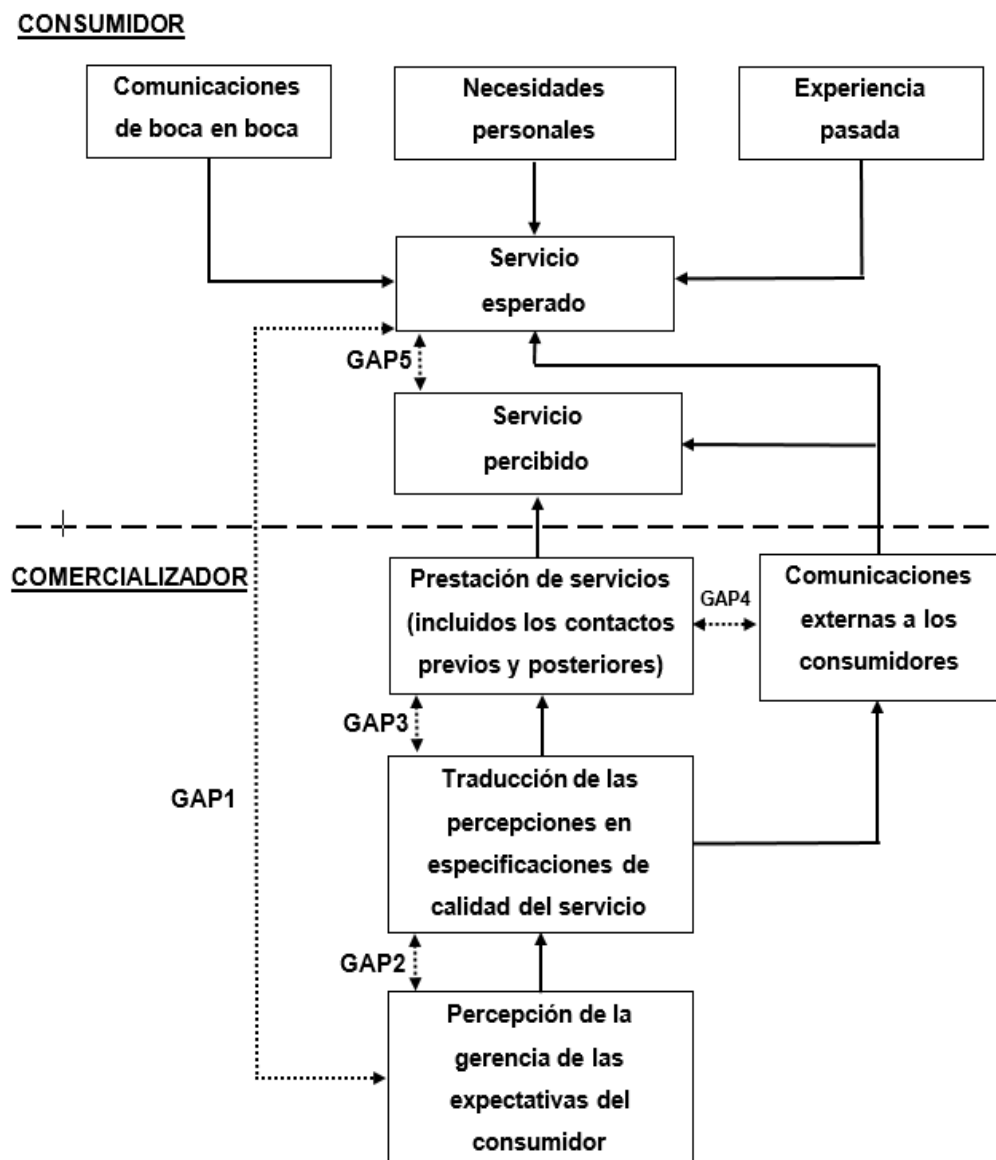 CONSUMIDOR
Comunicaciones
de boca en boca
Necesidades
personales
Experiencia
pasada
Servicio
esperado
GAP5
Servicio
percibido
COMERCIALIZADOR
Prestación de servicios
(incluidos los contactos
previos y posteriores)
GAP4
Comunicaciones
externas a los
consumidores
GAP3
GAP1
Traducción de las
percepciones en
especificaciones de
calidad del servicio
GAP2
Percepción de la
gerencia de las
expectativas del
consumidor